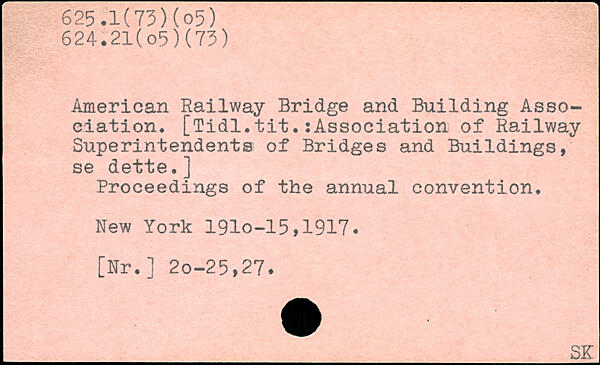 625.1(73)(o5)
624.21(o5)(73)
American Railway Bridge and Building Asso-
ciation. [Tidl.tit.:Association of Railway
Superintendents of Bridges and Buildings,
se dette.]
Proceedings of the annual convention.
New York 191o-15,1917.
[Nr.] 2o-25,27.
SK